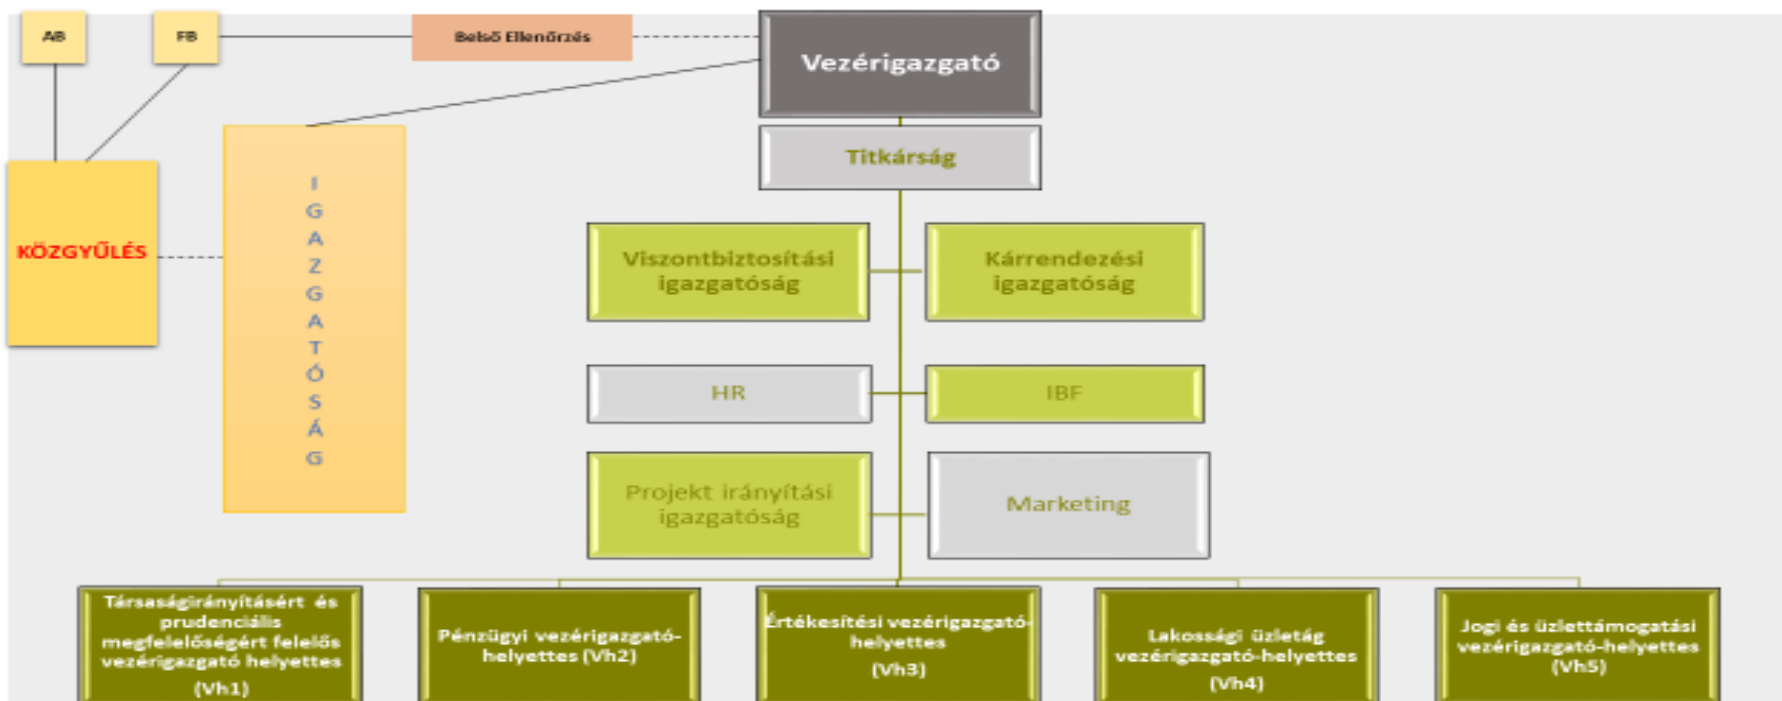 AB
FB
Belső Ellenőrzés
Vezérigazgató
Titkárság
KÖZGYŰLÉS
I
G
A
Z
G
A
T
Ó
S
Á
G
Viszontbiztosítási
igazgatóság
Kárrendezési
igazgatóság
HR
IBF
Projekt irányítási
igazgatóság
Marketing
Társaságirányításért és
prudenciális
megfelelőségért felelős
vezérigazgató helyettes
(Vh1)
Pénzügyi vezérigazgató-
helyettes (Vh2)
Értékesítési vezérigazgató-
helyettes
(Vh3)
Lakossági üzletág
vezérigazgató-helyettes
(Vh4)
Jogi és üzlettámogatási
vezérigazgató-helyettes
(Vh5)